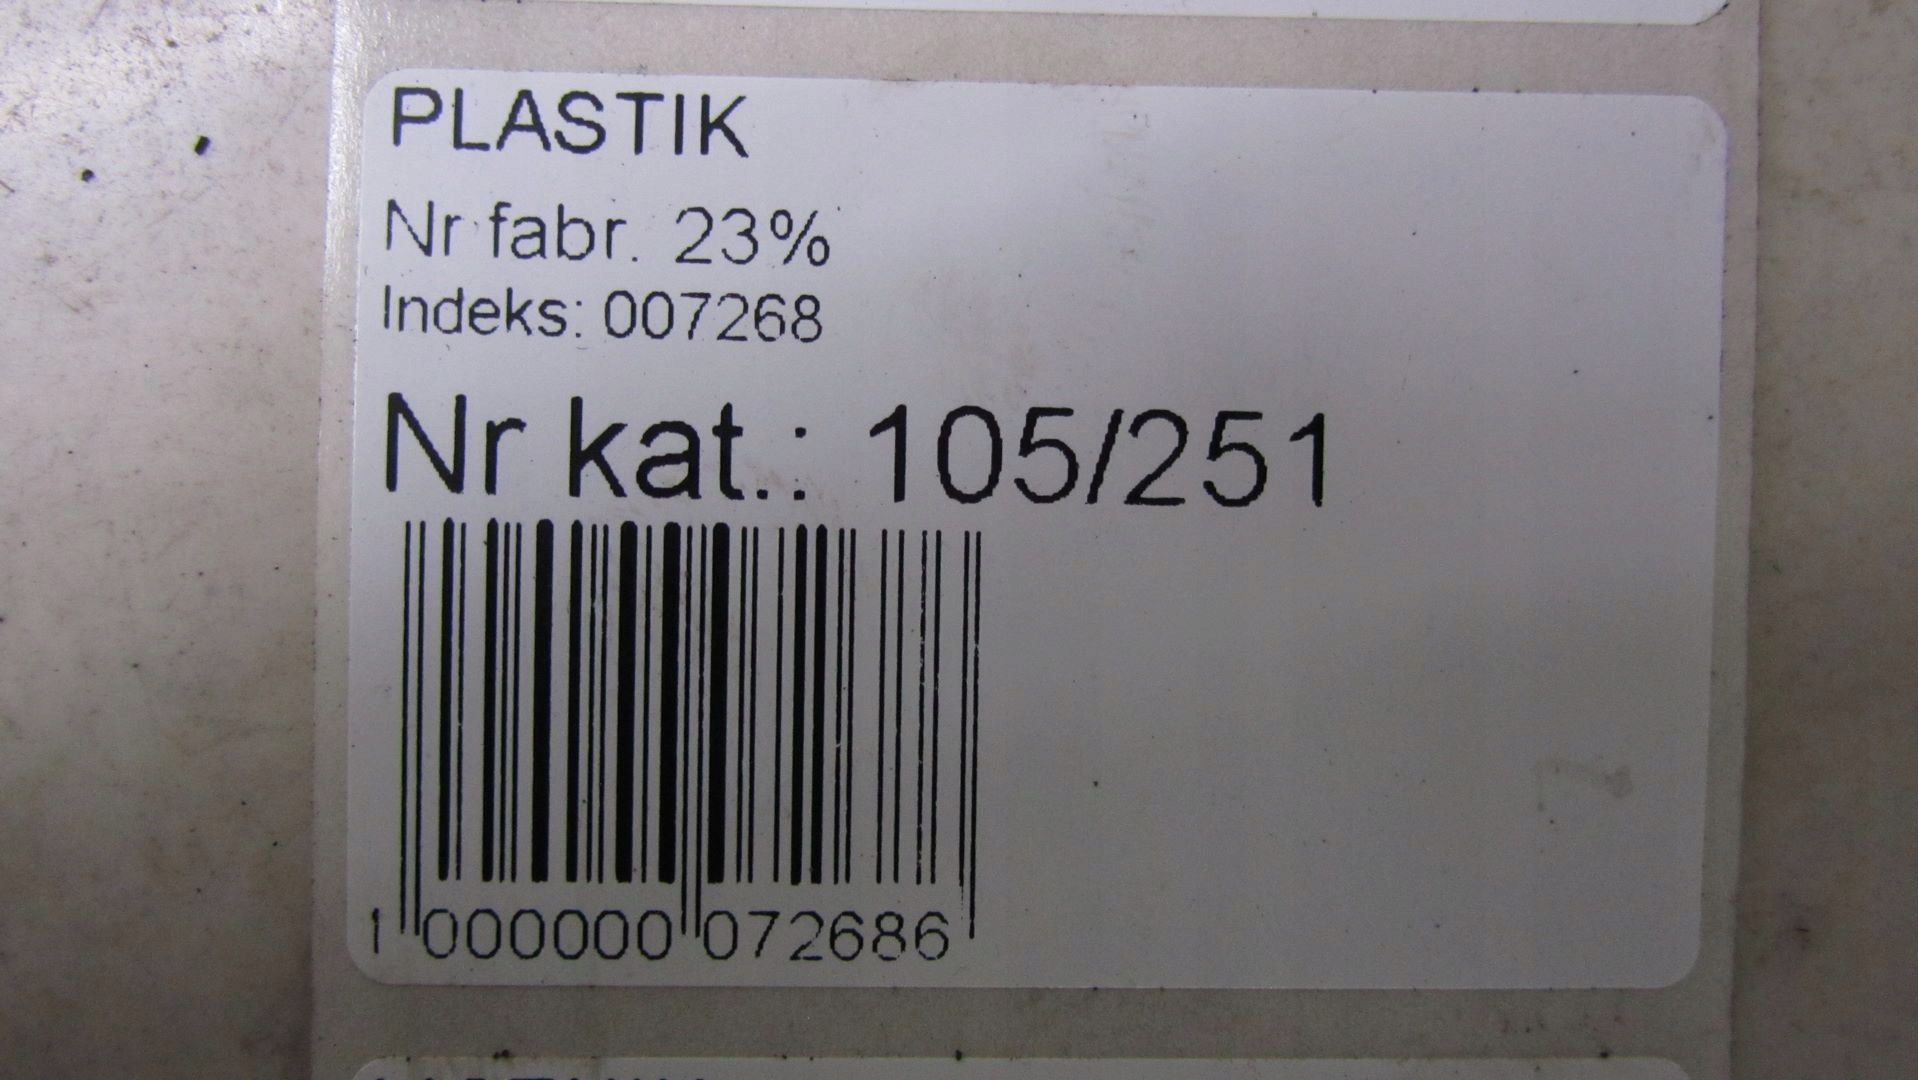 PLASTIK
Nr fabr. 23%
Indeks: 007268
Nr kat.: 105/251
1 000000 072686